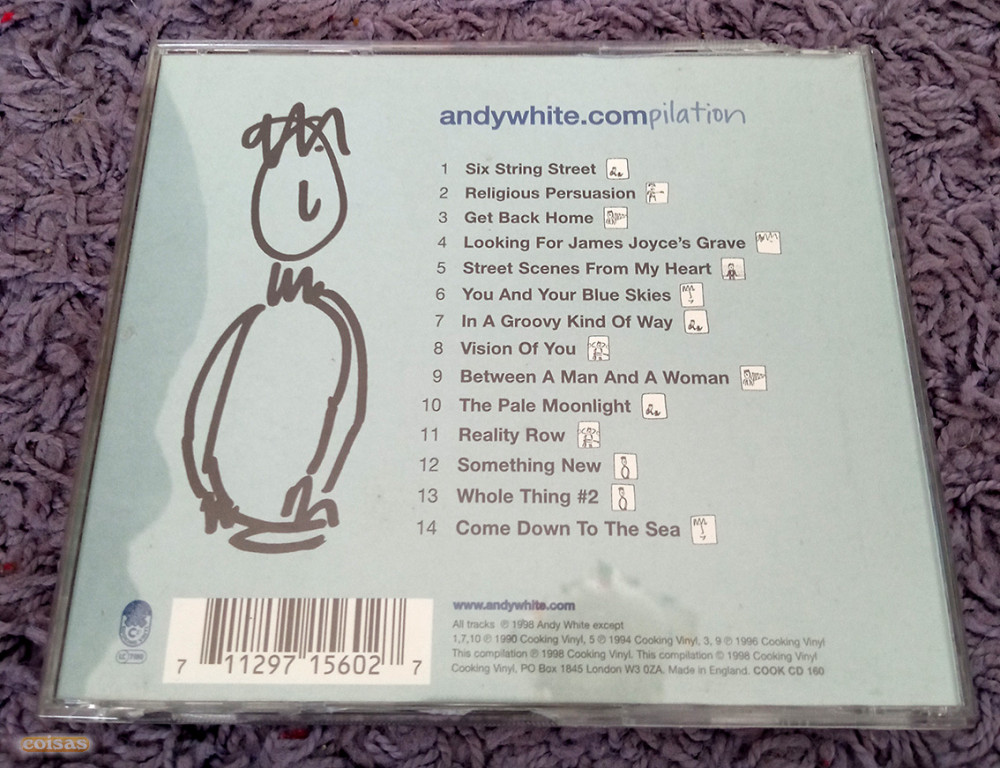 andywhite.compilation
1 Six String Street
2 Religious Persuasion
3 Get Back Home
4 Looking For James Joyce's Grave
5 Street Scenes From My Heart
6 You And Your Blue Skies
7 In A Groovy Kind Of Way
8 Vision Of You
9 Between A Man And A Woman
10 The Pale Moonlight
11 Reality Row
12 Something New
13 Whole Thing #2
14 Come Down To The Sea
www.andywhite.com
All tracks ℗ 1998 Andy White except
1,7,10 ℗ 1990 Cooking Vinyl, 5 ℗ 1994 Cooking Vinyl, 3, 9 ℗ 1996 Cooking Vinyl
This compilation ℗ 1998 Cooking Vinyl. This compilation © 1998 Cooking Vinyl
Cooking Vinyl, PO Box 1845 London W3 0ZA. Made in England. COOK CD 160
7 11297 15602 7
coisas